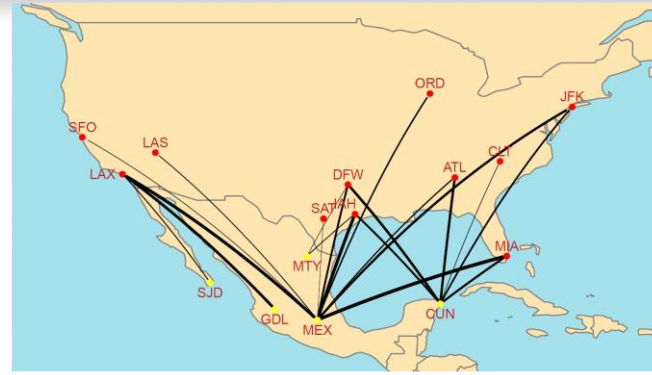 ORD
JFK
SFO
LAS
CLT
ATL
LAX
DFW
SAT
IAH
MIA
MTY
SJD
GDL
MEX
CUN